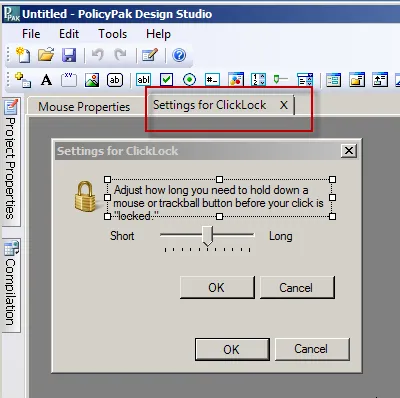 Untitled - PolicyPak Design Studio
File Edit Tools Help
Mouse Properties
Settings for ClickLock X
Project Properties
Compilation
Settings for ClickLock
Adjust how long you need to hold down a
mouse or trackball button before your click is
"locked."
Short Long
OK Cancel
OK Cancel